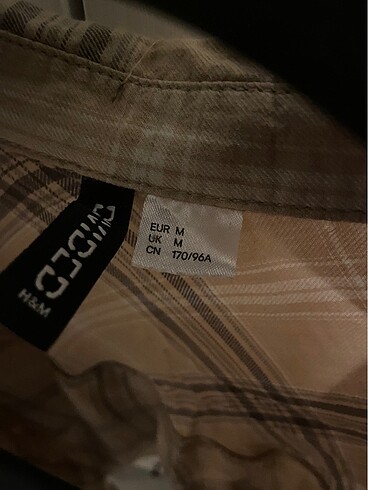 DIVIDED
H&M
EUR M
UK M
CN 170/96A